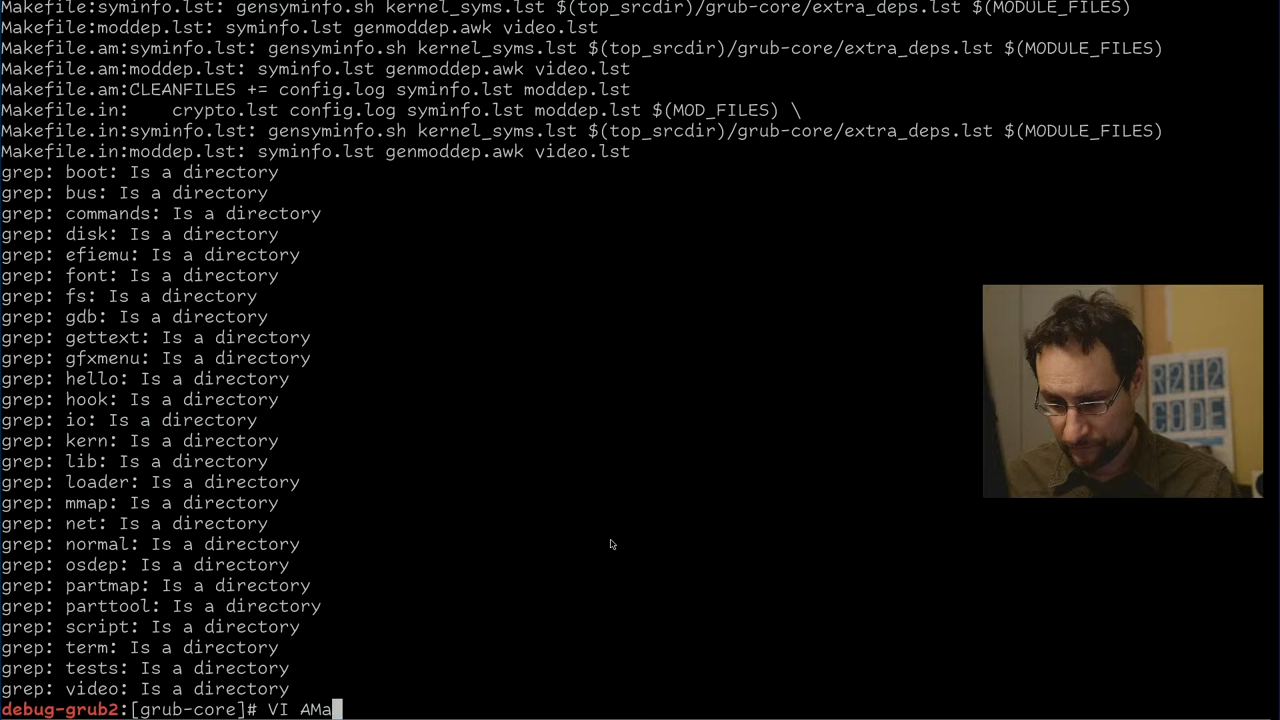 Makefile:syminfo.lst: gensyminfo.sh kernel_syms.lst $(top_srcdir)/grub-core/extra_deps.lst $(MODULE_FILES)
Makefile:moddep.lst: syminfo.lst genmoddep.awk video.lst
Makefile.am:syminfo.lst: gensyminfo.sh kernel_syms.lst $(top_srcdir)/grub-core/extra_deps.lst $(MODULE_FILES)
Makefile.am:moddep.lst: syminfo.lst genmoddep.awk video.lst
Makefile.am:CLEANFILES += config.log syminfo.lst moddep.lst
Makefile.in:    crypto.lst config.log syminfo.lst moddep.lst $(MOD_FILES) \
Makefile.in:syminfo.lst: gensyminfo.sh kernel_syms.lst $(top_srcdir)/grub-core/extra_deps.lst $(MODULE_FILES)
Makefile.in:moddep.lst: syminfo.lst genmoddep.awk video.lst
grep: boot: Is a directory
grep: bus: Is a directory
grep: commands: Is a directory
grep: disk: Is a directory
grep: efiemu: Is a directory
grep: font: Is a directory
grep: fs: Is a directory
grep: gdb: Is a directory
grep: gettext: Is a directory
grep: gfxmenu: Is a directory
grep: hello: Is a directory
grep: hook: Is a directory
grep: io: Is a directory
grep: kern: Is a directory
grep: lib: Is a directory
grep: loader: Is a directory
grep: mmap: Is a directory
grep: net: Is a directory
grep: normal: Is a directory
grep: osdep: Is a directory
grep: partmap: Is a directory
grep: parttool: Is a directory
grep: script: Is a directory
grep: term: Is a directory
grep: tests: Is a directory
grep: video: Is a directory
debug-grub2:[grub-core]# VI AMa
R2H2
CODE